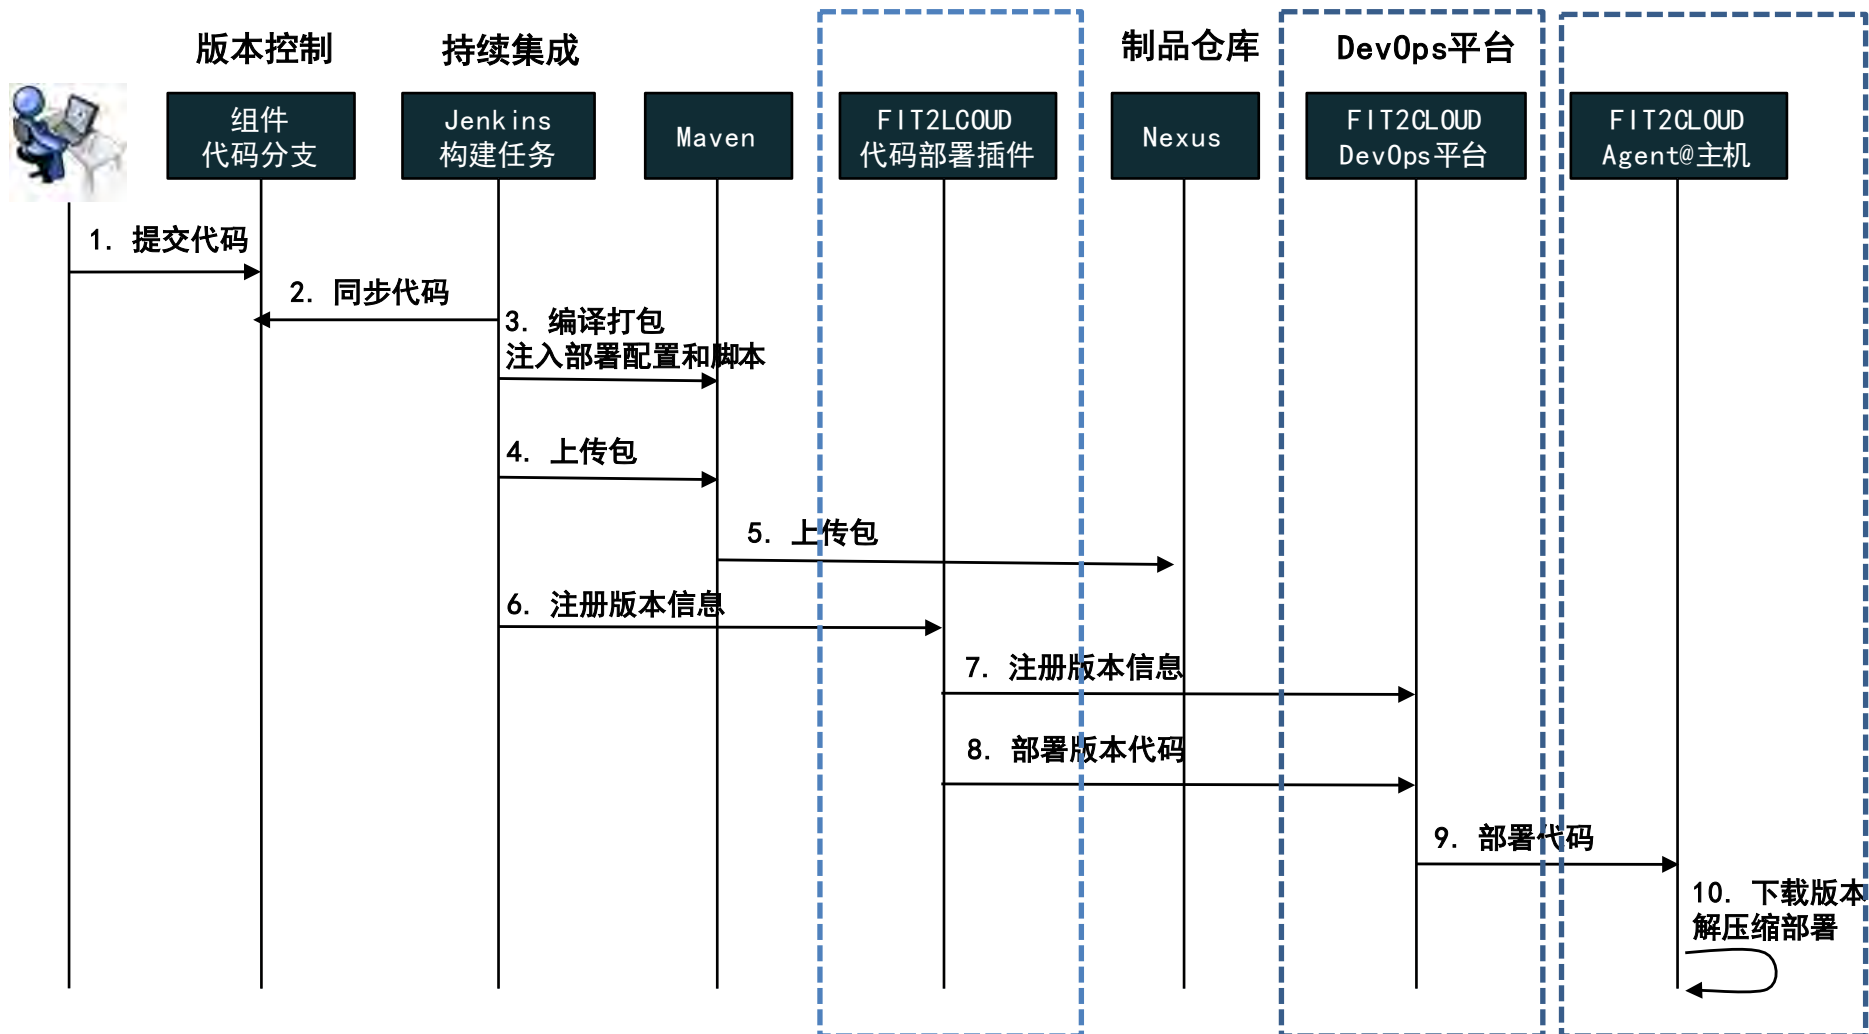 版本控制
持续集成
制品仓库
DevOps平台
组件
代码分支
Jenkins
构建任务
Maven
FIT2LCOUD
代码部署插件
Nexus
FIT2CLOUD
DevOps平台
FIT2CLOUD
Agent@主机
1. 提交代码
2. 同步代码
3. 编译打包
注入部署配置和脚本
4. 上传包
5. 上传包
6. 注册版本信息
7. 注册版本信息
8. 部署版本代码
9. 部署代码
10. 下载版本
解压缩部署